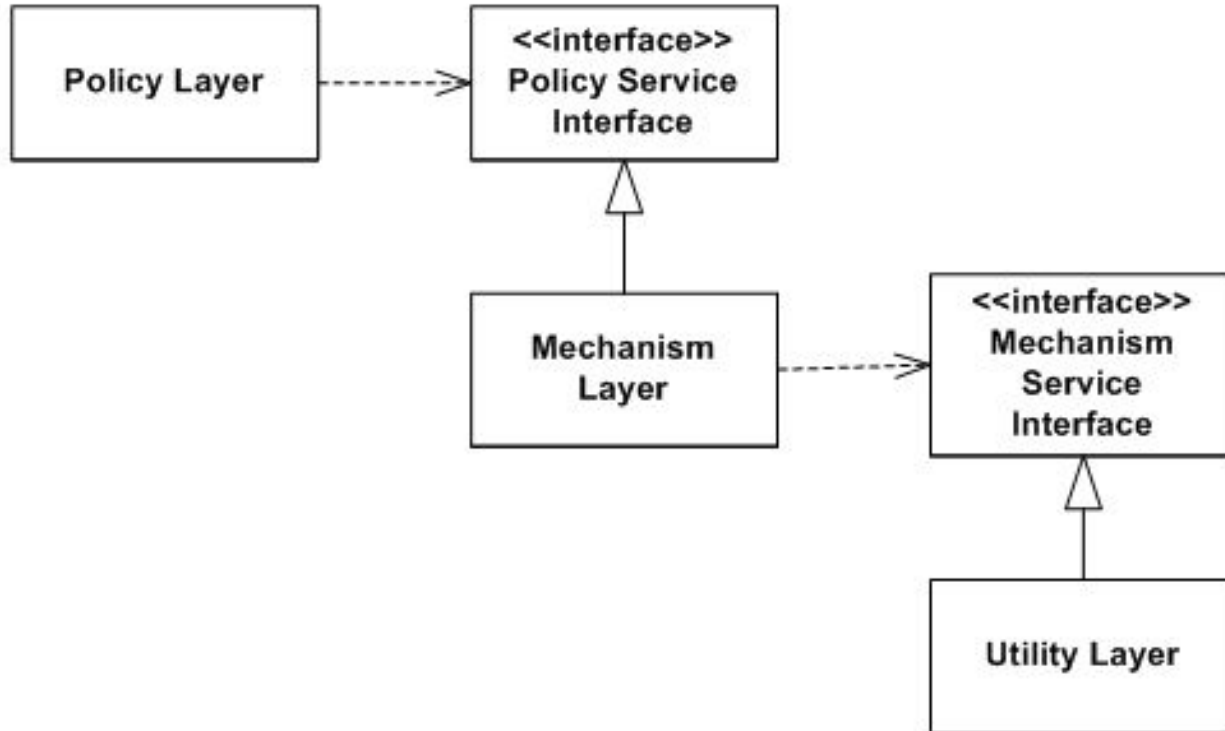 Policy Layer
<<interface>>
Policy Service
Interface
Mechanism
Layer
<<interface>>
Mechanism
Service
Interface
Utility Layer